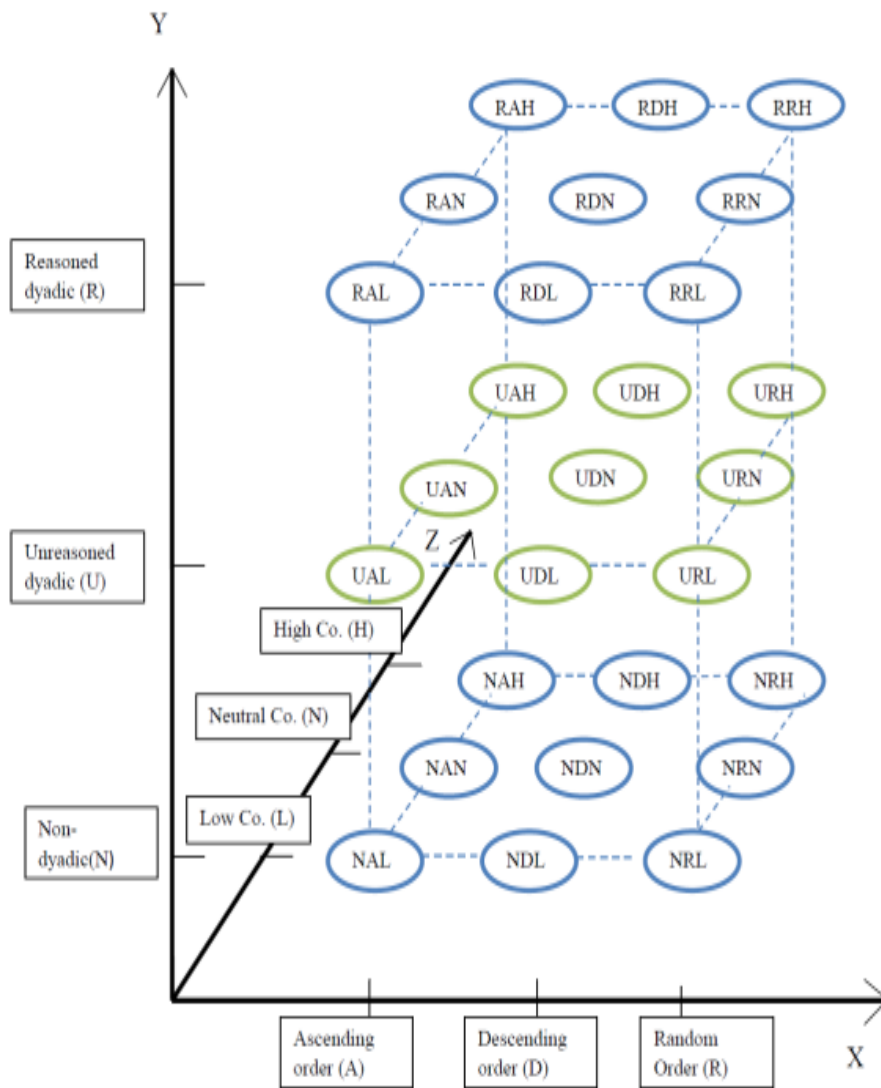 Y
RAH RDH RRH
RAN RDN RRN
Reasoned
dyadic (R)
RAL RDL RRL
UAH UDH URH
UAN UDN URN
Z
Unreasoned
dyadic (U)
UAL UDL URL
High Co. (H)
NAH NDH NRH
Neutral Co. (N)
NAN NDN NRN
Low Co. (L)
Non-
dyadic(N)
NAL NDL NRL
Ascending
order (A)
Descending
order (D)
Random
Order (R)
X